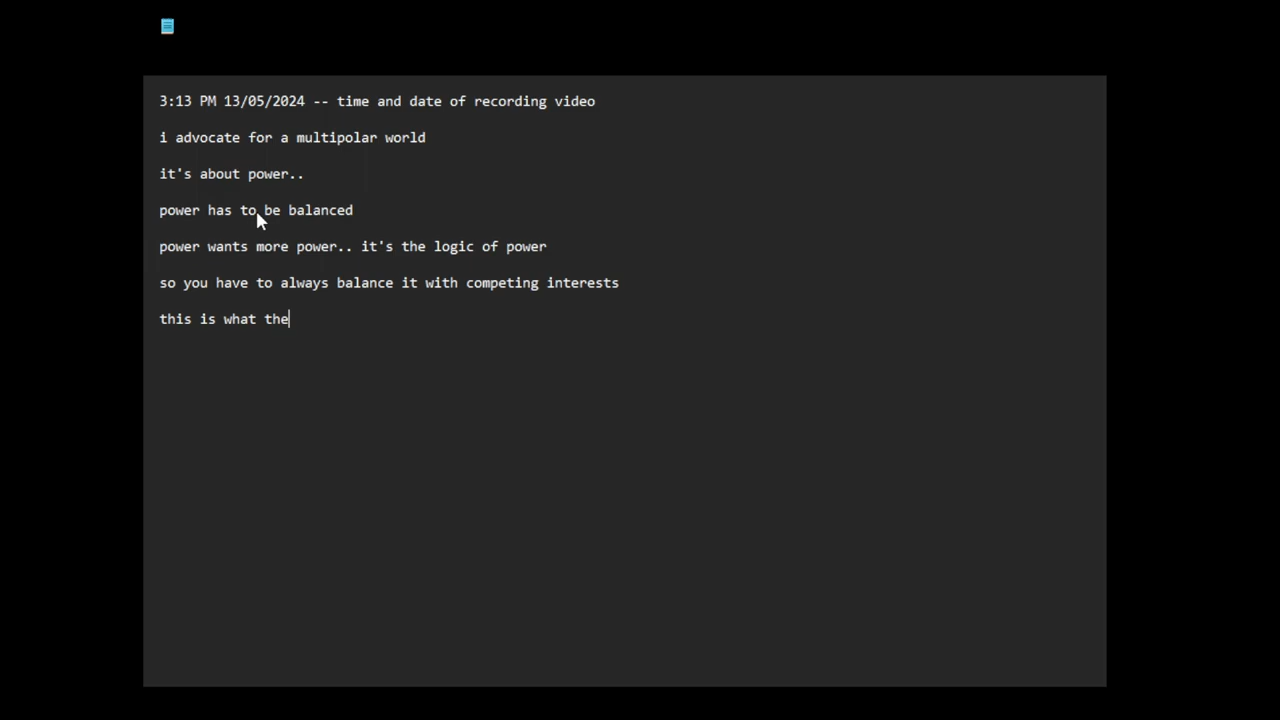 3:13 PM 13/05/2024 -- time and date of recording video
i advocate for a multipolar world
it's about power..
power has to be balanced
power wants more power.. it's the logic of power
so you have to always balance it with competing interests
this is what the